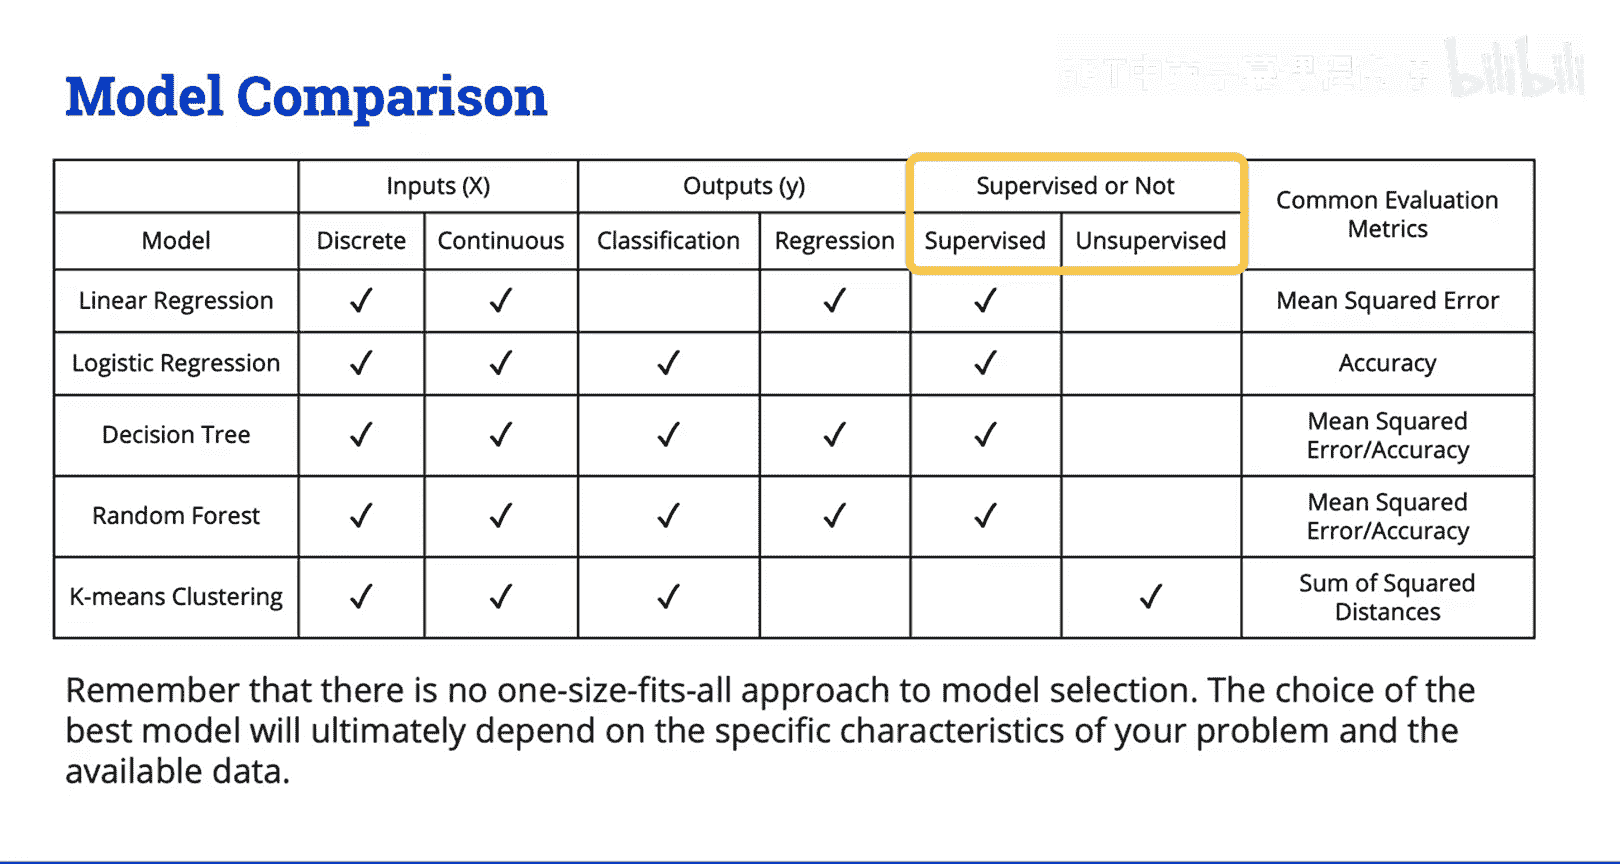 Model Comparison
bilibili
Inputs (X) Outputs (y) Supervised or Not Common Evaluation Metrics
Model Discrete Continuous Classification Regression Supervised Unsupervised
Linear Regression ✓ ✓ ✓ ✓ Mean Squared Error
Logistic Regression ✓ ✓ ✓ ✓ Accuracy
Decision Tree ✓ ✓ ✓ ✓ ✓ Mean Squared
Error/Accuracy
Random Forest ✓ ✓ ✓ ✓ ✓ Mean Squared
Error/Accuracy
K-means Clustering ✓ ✓ ✓ ✓ Sum of Squared
Distances
Remember that there is no one-size-fits-all approach to model selection. The choice of the
best model will ultimately depend on the specific characteristics of your problem and the
available data.